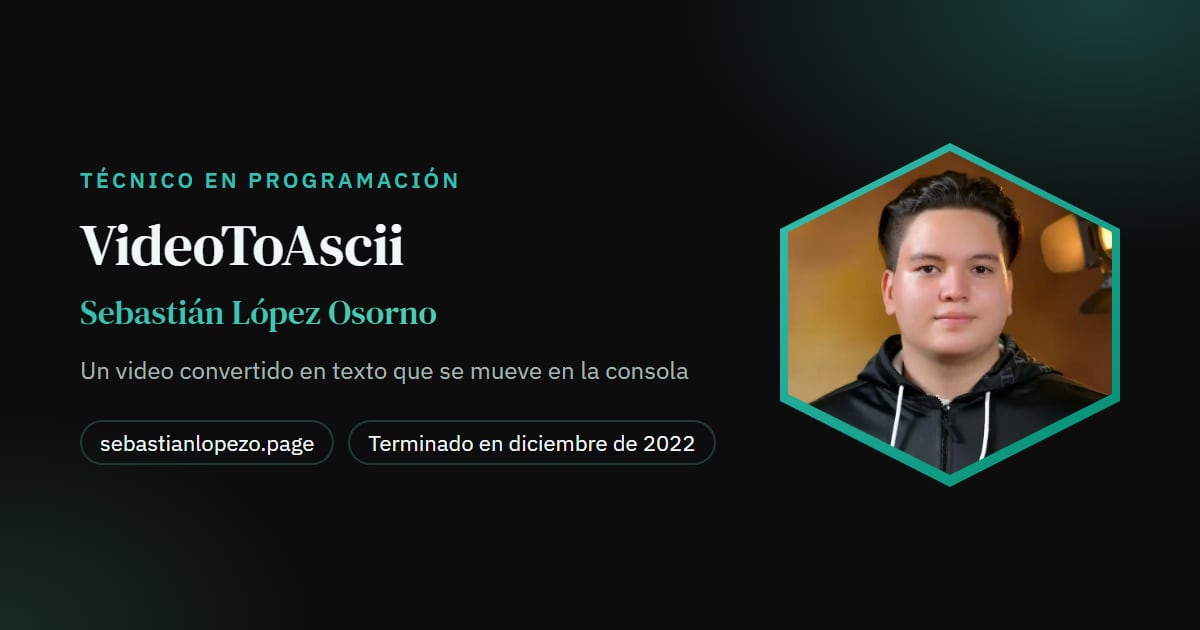 TÉCNICO EN PROGRAMACIÓN
VideoToAscii
Sebastián López Osorno
Un video convertido en texto que se mueve en la consola
sebastianlopezo.page
Terminado en diciembre de 2022